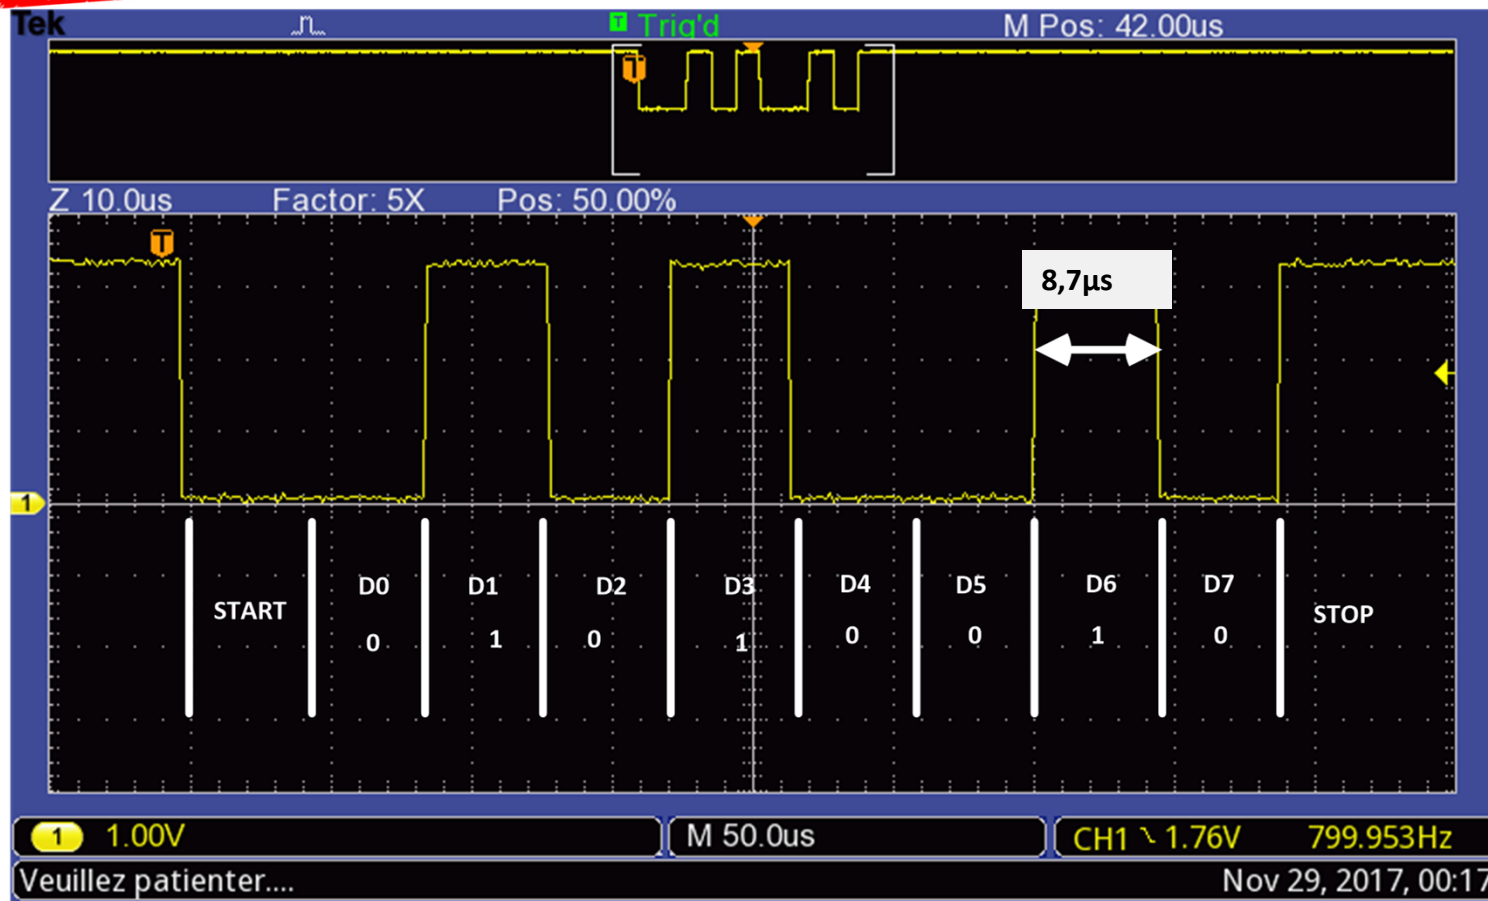 Tek T Trig'd M Pos: 42.00us
T
Z 10.0us Factor: 5X Pos: 50.00%
T
8,7µs
1
D0 D1 D2 D3 D4 D5 D6 D7
START STOP
0 1 0 1 0 0 1 0
1 1.00V M 50.0us CH1 1.76V 799.953Hz
Veuillez patienter.... Nov 29, 2017, 00:17